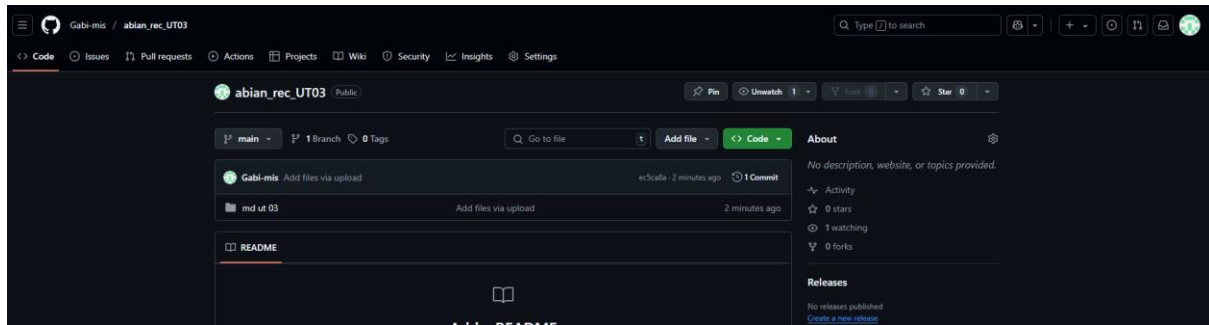 Gabi-mis / abian_rec_UT03
Type / to search
Code Issues Pull requests Actions Projects Wiki Security Insights Settings
abian_rec_UT03 Public
Pin Unwatch 1 Fork 0 Star 0
main 1 Branch 0 Tags Go to file t Add file Code
Gabi-mis Add files via upload ec5ca8a · 2 minutes ago 1 Commit
md ut 03 Add files via upload 2 minutes ago
README
About
No description, website, or topics provided.
Activity
0 stars
1 watching
0 forks
Releases
No releases published
Create a new release